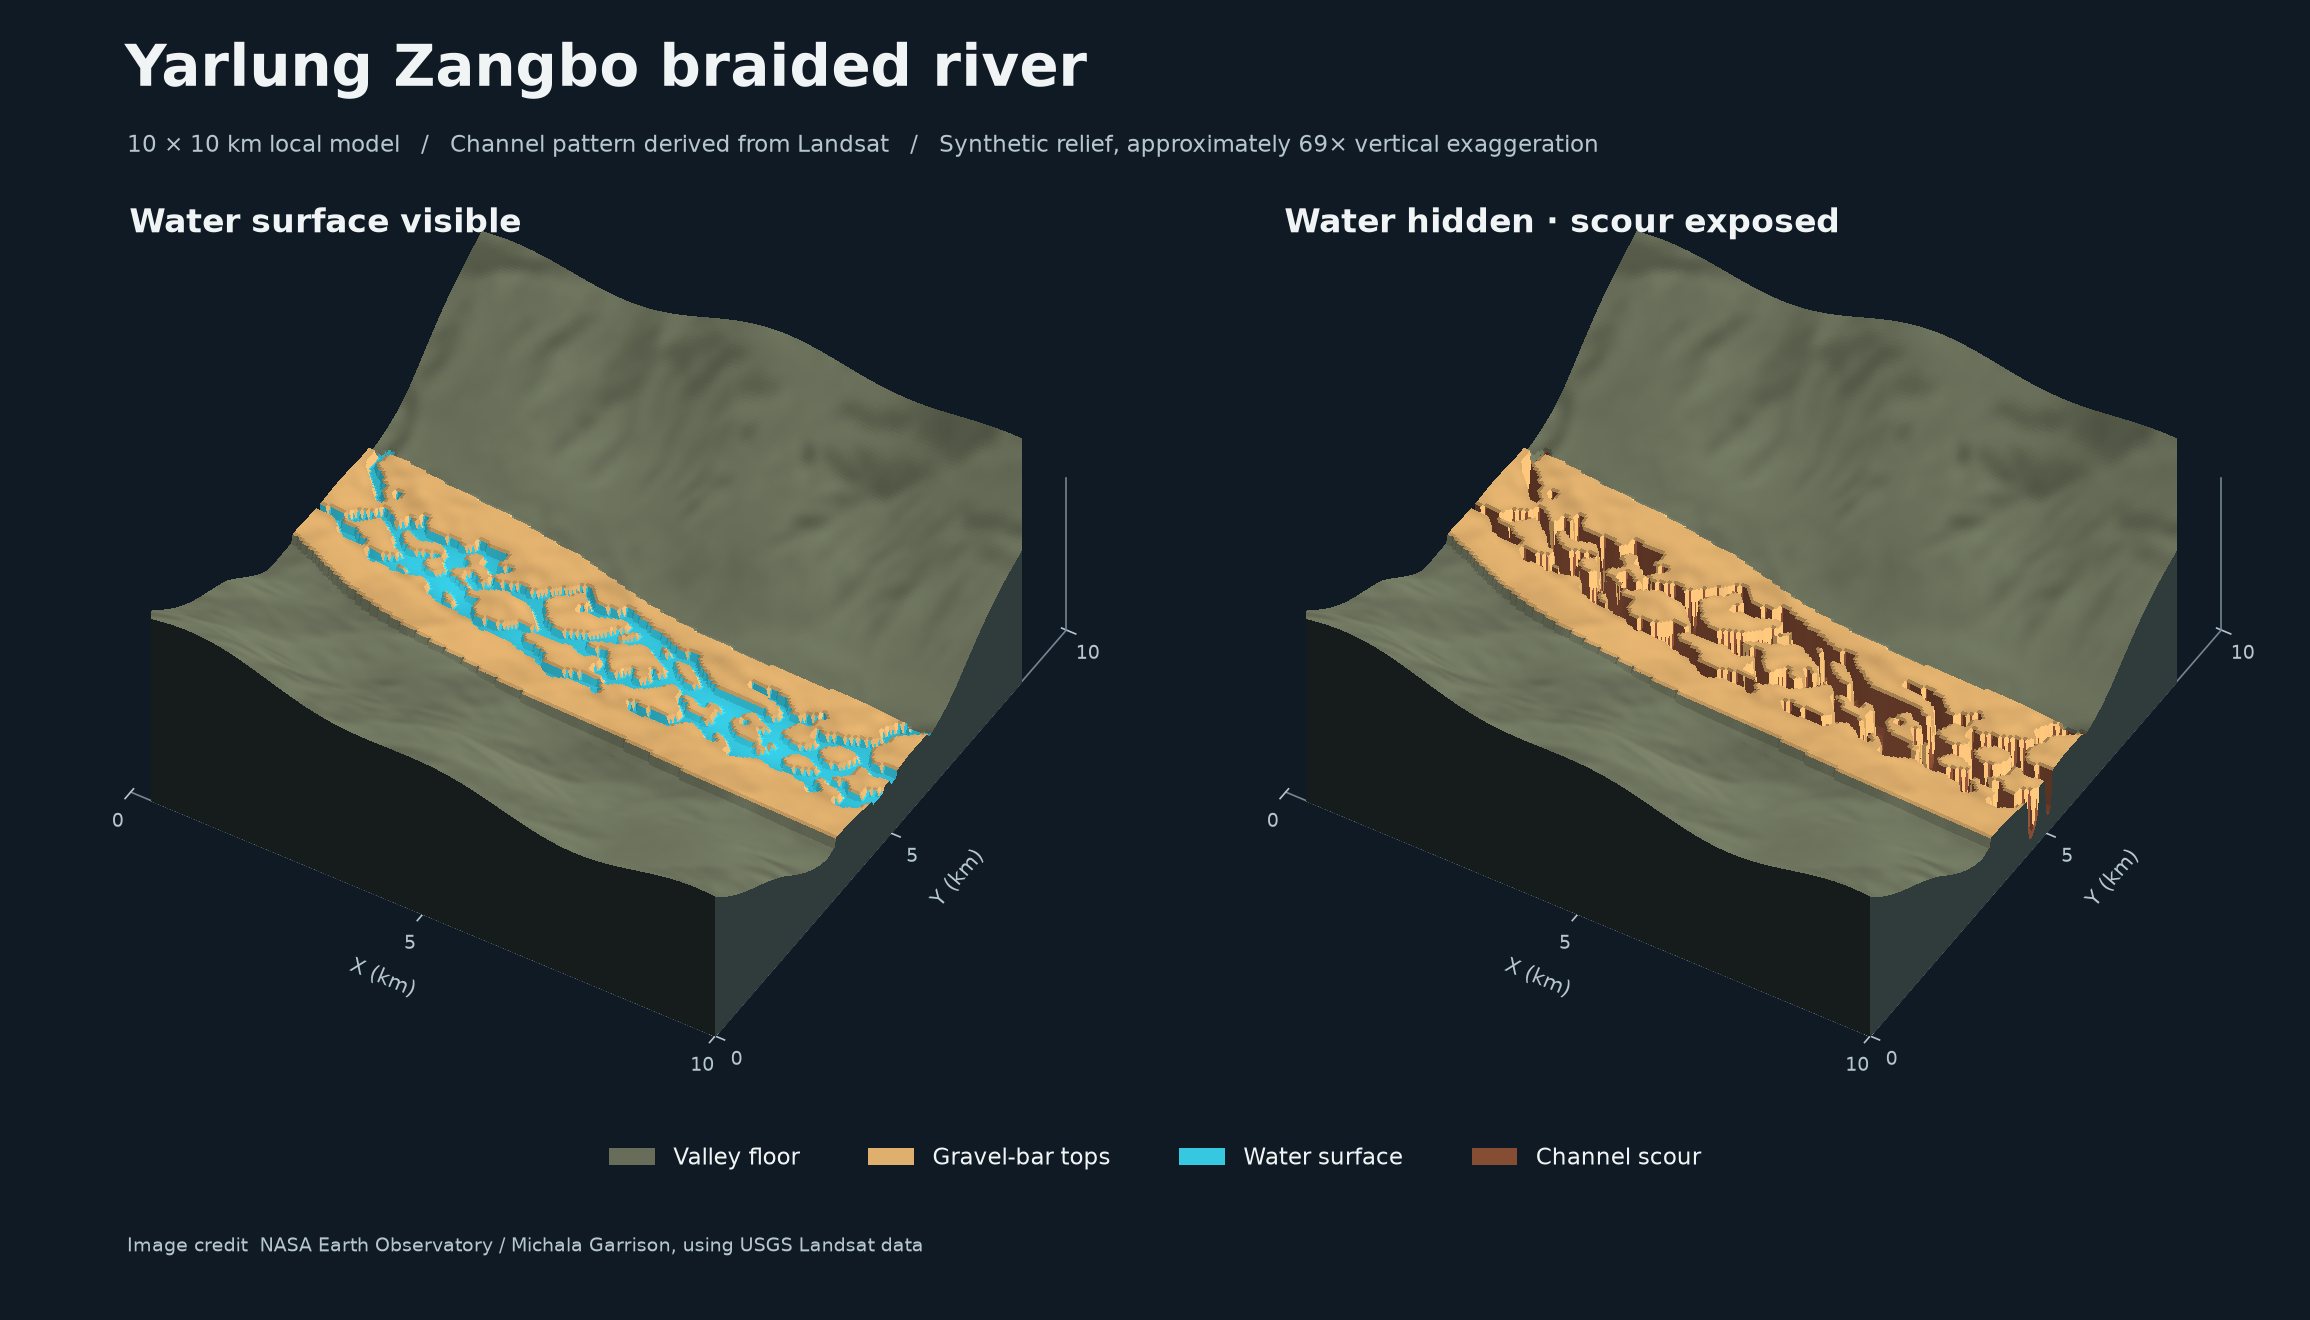 Yarlung Zangbo braided river
10 × 10 km local model / Channel pattern derived from Landsat / Synthetic relief, approximately 69× vertical exaggeration
Water surface visible
10
0
5
Y (km)
5
X (km)
10 0
Water hidden · scour exposed
10
0
5
Y (km)
5
X (km)
10 0
Valley floor
Gravel-bar tops
Water surface
Channel scour
Image credit NASA Earth Observatory / Michala Garrison, using USGS Landsat data